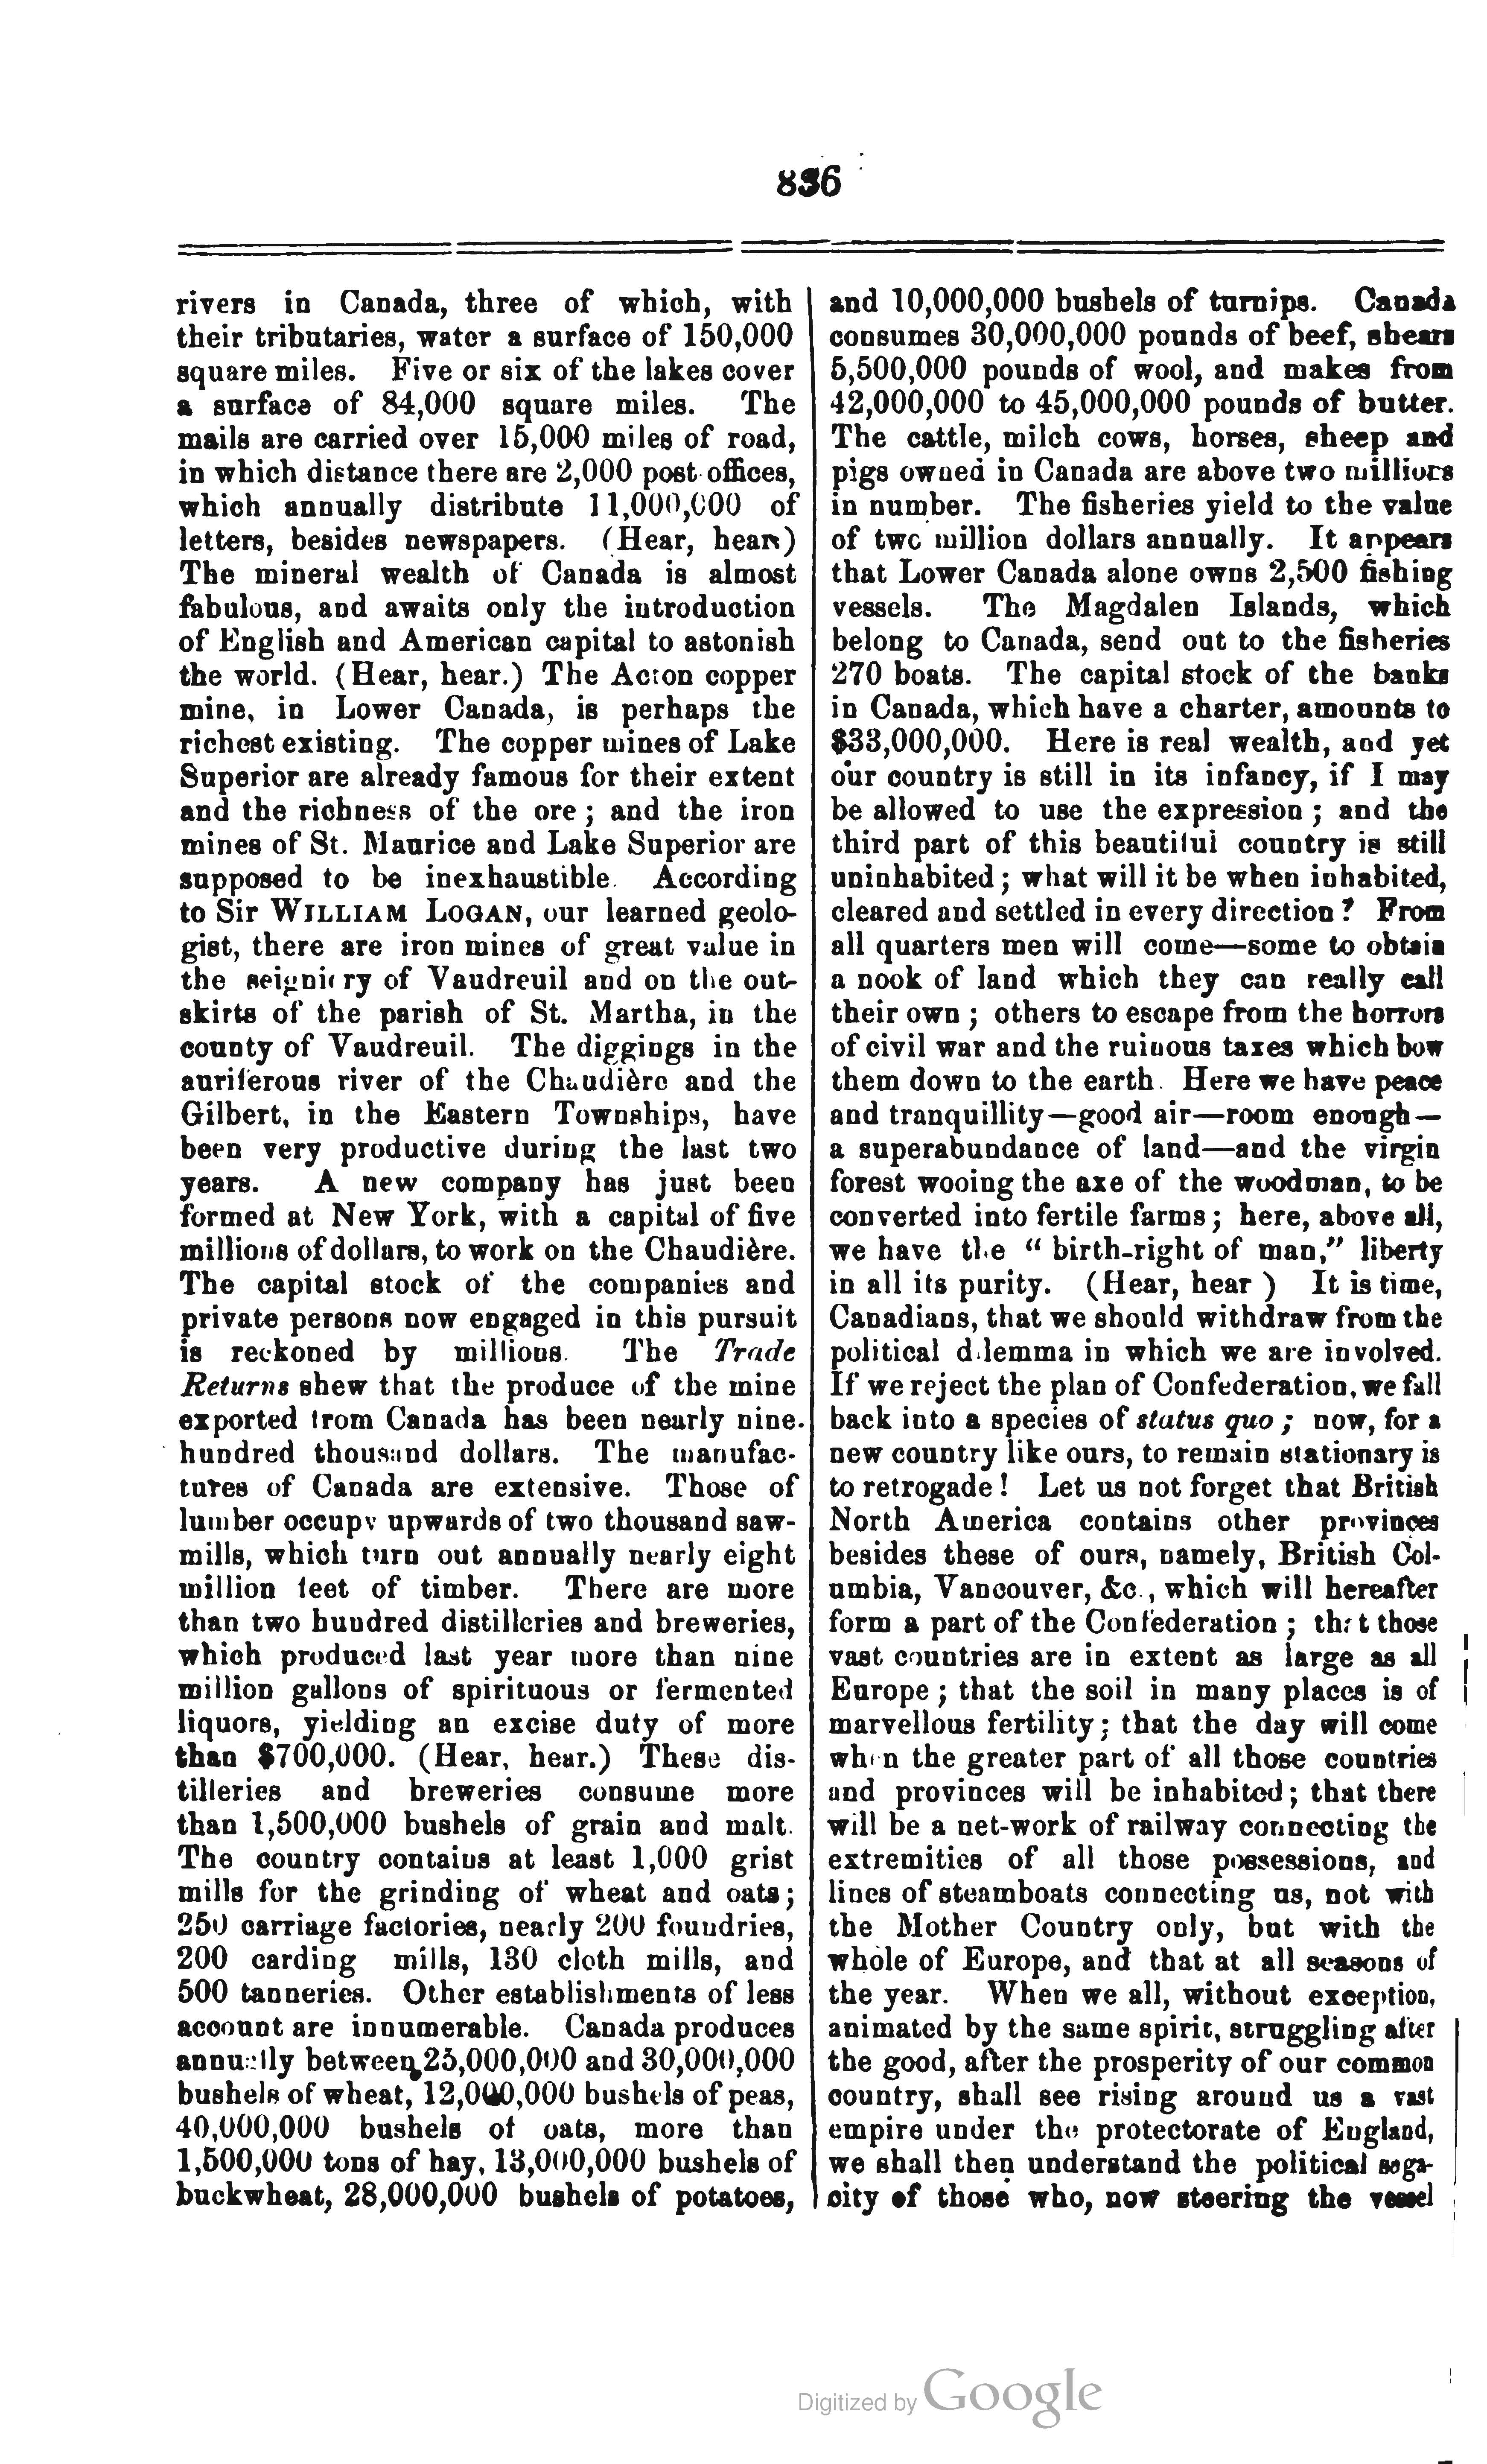 836
rivers in Canada, three of which, with
their tributaries, water a surface of 150,000
square miles. Five or six of the lakes cover
a surface of 84,000 square miles. The
mails are carried over 15,000 miles of road,
in which distance there are 2,000 post-offices,
which annually distribute 11,000,000 of
letters, besides newspapers. (Hear, hear.)
The mineral wealth of Canada is almost
fabulous, and awaits only the introduction
of English and American capital to astonish
the world. (Hear, hear.) The Acton copper
mine, in Lower Canada, is perhaps the
richest existing. The copper mines of Lake
Superior are already famous for their extent
and the richness of the ore; and the iron
mines of St. Maurice and Lake Superior are
supposed to be inexhaustible. According
to Sir WILLIAM LOGAN, our learned geolo-
gist, there are iron mines of great value in
the seigniory of Vaudreuil and on the out-
skirts of the parish of St. Martha, in the
county of Vaudreuil. The diggings in the
auriferous river of the Chaudière and the
Gilbert, in the Eastern Townships, have
been very productive during the last two
years. A new company has just been
formed at New York, with a capital of five
millions of dollars, to work on the Chaudière.
The capital stock of the companies and
private persons now engaged in this pursuit
is reckoned by millions. The Trade
Returns shew that the produce of the mine
exported from Canada has been nearly nine
hundred thousand dollars. The manufac-
tures of Canada are extensive. Those of
lumber occupy upwards of two thousand saw-
mills, which turn out annually nearly eight
million feet of timber. There are more
than two hundred distilleries and breweries,
which produced last year more than nine
million gallons of spirituous or fermented
liquors, yielding an excise duty of more
than $700,000. (Hear, hear.) These dis-
tilleries and breweries consume more
than 1,500,000 bushels of grain and malt.
The country contains at least 1,000 grist
mills for the grinding of wheat and oats;
250 carriage factories, nearly 200 foundries,
200 carding mills, 130 cloth mills, and
500 tanneries. Other establishments of less
account are innumerable. Canada produces
annually between 25,000,000 and 30,000,000
bushels of wheat, 12,000,000 bushels of peas,
40,000,000 bushels of oats, more than
1,500,000 tons of hay, 13,000,000 bushels of
buckwheat, 28,000,000 bushels of potatoes,
and 10,000,000 bushels of turnips. Canada
consumes 30,000,000 pounds of beef, shears
5,500,000 pounds of wool, and makes from
42,000,000 to 45,000,000 pounds of butter.
The cattle, milch cows, horses, sheep and
pigs owned in Canada are above two millions
in number. The fisheries yield to the value
of two million dollars annually. It appears
that Lower Canada alone owns 2,500 fishing
vessels. The Magdalen Islands, which
belong to Canada, send out to the fisheries
270 boats. The capital stock of the banks
in Canada, which have a charter, amounts to
$33,000,000. Here is real wealth, and yet
our country is still in its infancy, if I may
be allowed to use the expression; and the
third part of this beautiful country is still
uninhabited; what will it be when inhabited,
cleared and settled in every direction? From
all quarters men will come—some to obtain
a nook of land which they can really call
their own; others to escape from the horrors
of civil war and the ruinous taxes which bow
them down to the earth. Here we have peace
and tranquillity—good air—room enough—
a superabundance of land—and the virgin
forest wooing the axe of the woodman, to be
converted into fertile farms; here, above all,
we have the "birth-right of man," liberty
in all its purity. (Hear, hear ) It is time,
Canadians, that we should withdraw from the
political dilemma in which we are involved.
If we reject the plan of Confederation, we fall
back into a species of status quo; now, for a
new country like ours, to remain stationary is
to retrogade! Let us not forget that British
North America contains other provinces
besides these of ours, namely, British Col-
umbia, Vancouver, &c., which will hereafter
form a part of the Confederation; that those
vast countries are in extent as large as all
Europe; that the soil in many places is of
marvellous fertility; that the day will come
when the greater part of all those countries
and provinces will be inhabited; that there
will be a net-work of railway connecting the
extremities of all those possessions, and
lines of steamboats connecting us, not with
the Mother Country only, but with the
whole of Europe, and that at all seasons of
the year. When we all, without exception,
animated by the same spirit, struggling after
the good, after the prosperity of our common
country, shall see rising around us a vast
empire under the protectorate of England,
we shall then understand the political saga-
city of those who, now steering the vessel
Digitized by Google